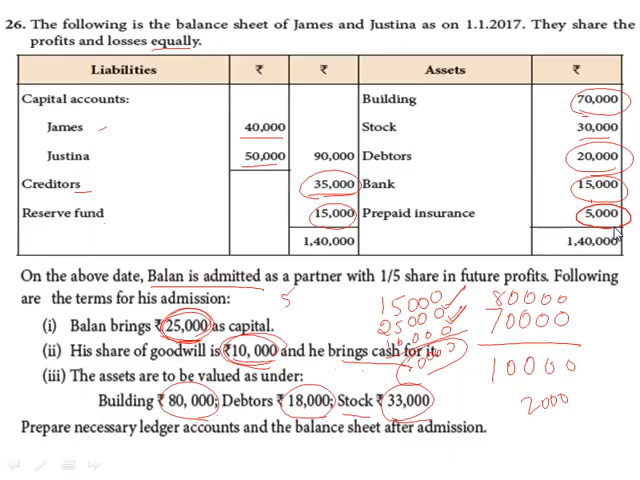 26. The following is the balance sheet of James and Justina as on 1.1.2017. They share the
profits and losses equally.
Liabilities ₹ ₹ Assets ₹
Capital accounts: Building 70,000
James 40,000 Stock 30,000
Justina 50,000 90,000 Debtors 20,000
Creditors 35,000 Bank 15,000
Reserve fund 15,000 Prepaid insurance 5,000
1,40,000 1,40,000
On the above date, Balan is admitted as a partner with 1/5 share in future profits. Following
are the terms for his admission:
5
15000
25000
80000
70000
10000
2000
(i) Balan brings ₹ 25,000 as capital.
(ii) His share of goodwill is ₹10, 000 and he brings cash for it.
(iii) The assets are to be valued as under:
Building ₹ 80, 000; Debtors ₹ 18,000; Stock ₹ 33,000
Prepare necessary ledger accounts and the balance sheet after admission.